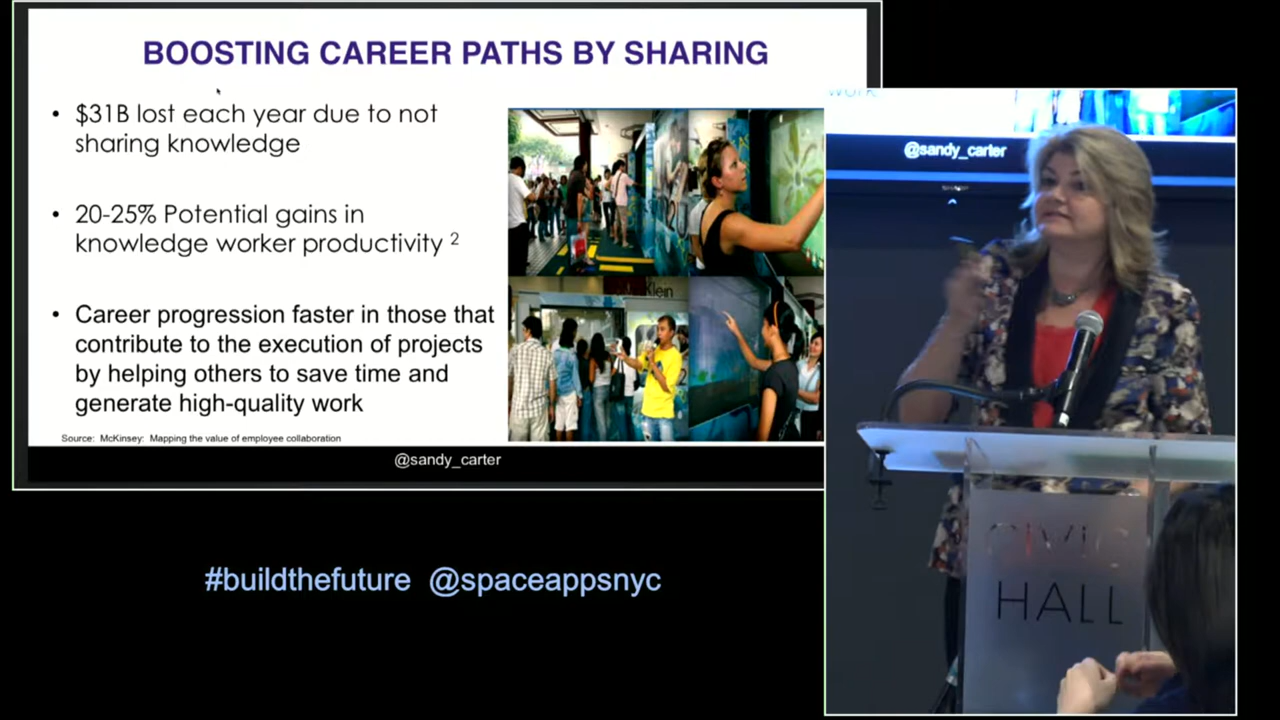 BOOSTING CAREER PATHS BY SHARING
• $31B lost each year due to not
sharing knowledge
• 20-25% Potential gains in
knowledge worker productivity 2
• Career progression faster in those that
contribute to the execution of projects
by helping others to save time and
generate high-quality work
Source: McKinsey: Mapping the value of employee collaboration
@sandy_carter
Klein
work.
@sandy_carter
CIVIC
HALL
#buildthefuture @spaceappsnyc